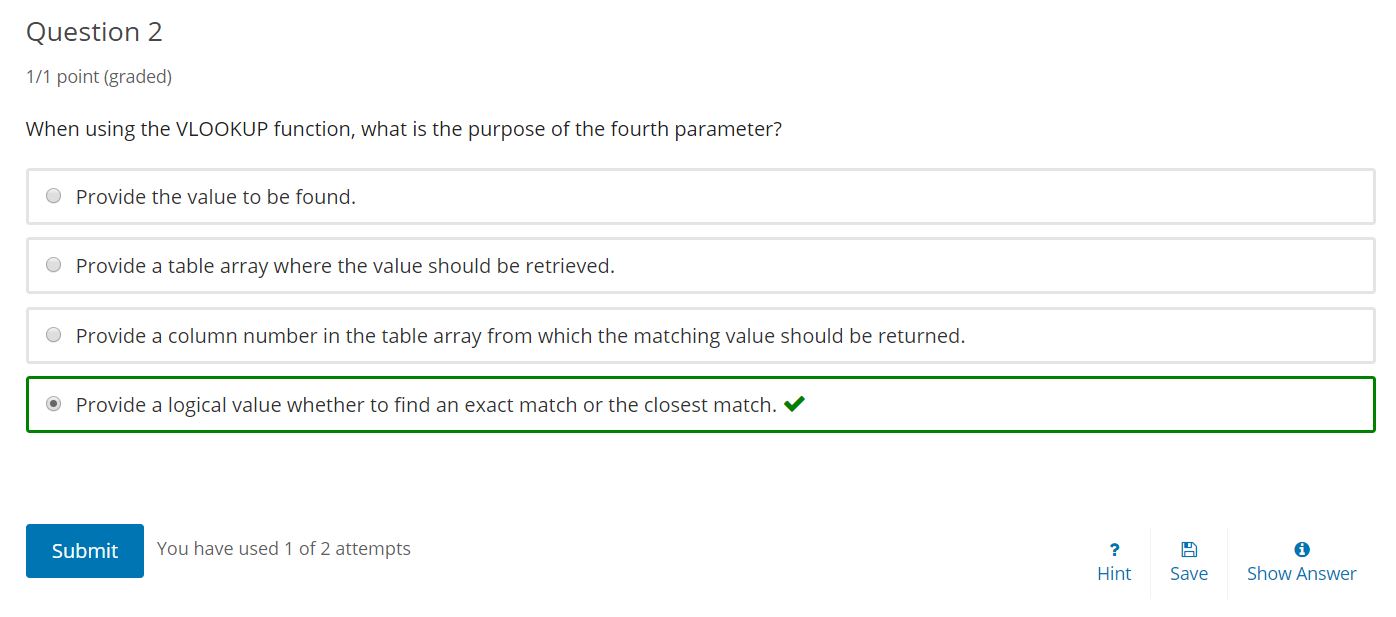 Question 2
1/1 point (graded)
When using the VLOOKUP function, what is the purpose of the fourth parameter?
Provide the value to be found.
Provide a table array where the value should be retrieved.
Provide a column number in the table array from which the matching value should be returned.
Provide a logical value whether to find an exact match or the closest match.
Submit
You have used 1 of 2 attempts
? Hint
Save
Show Answer